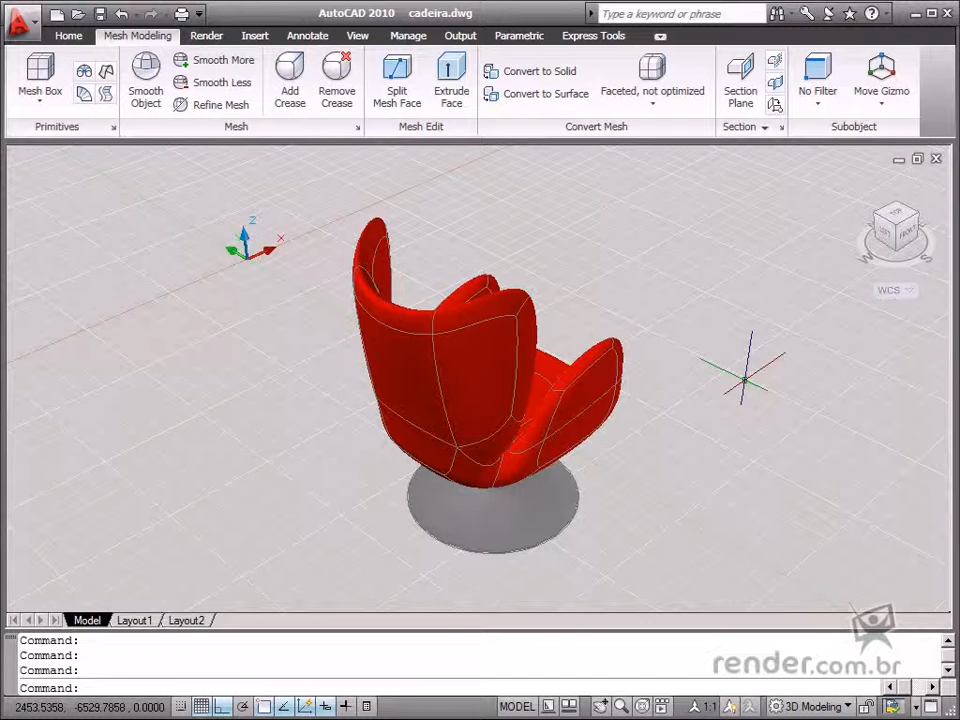 AutoCAD 2010 cadeira.dwg
Type a keyword or phrase
Home Mesh Modeling Render Insert Annotate View Manage Output Parametric Express Tools
Mesh Box
Smooth Object
Smooth More
Smooth Less
Refine Mesh
Add Crease
Remove Crease
Split Mesh Face
Extrude Face
Convert to Solid
Convert to Surface
Faceted, not optimized
Section Plane
No Filter
Move Gizmo
Primitives Mesh Mesh Edit Convert Mesh Section Subobject
Z
X
TOP
LEFT FRONT
W S
WCS
Model Layout1 Layout2
Command:
Command:
Command:
Command:
render.com.br
2453.5358, -6529.7858, 0.0000 MODEL 1:1 3D Modeling